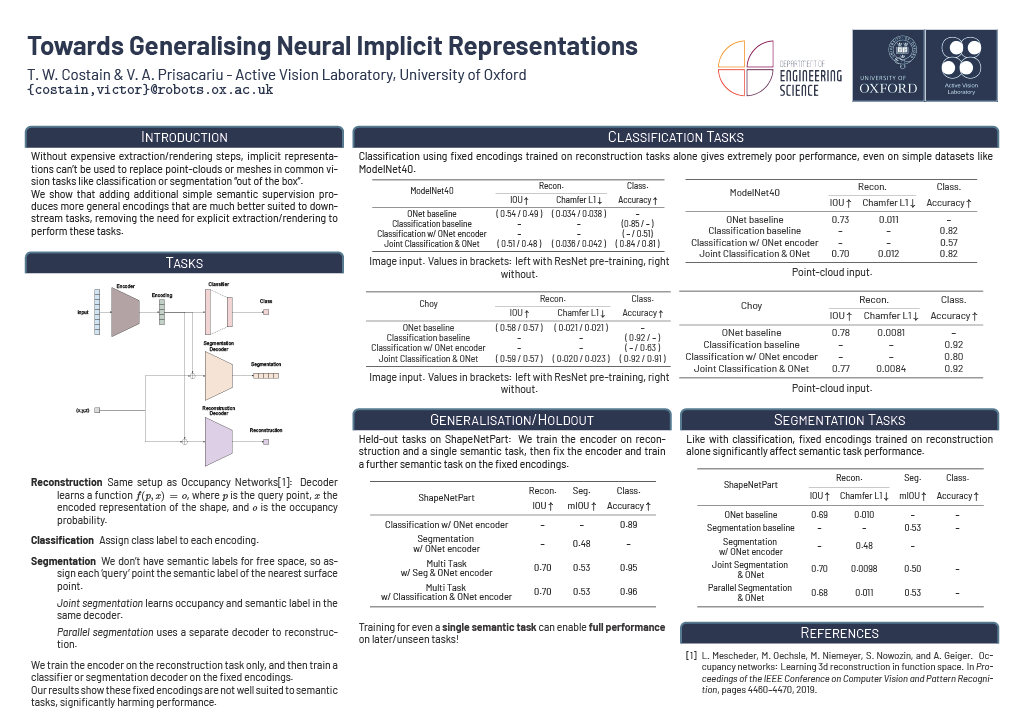 Towards Generalising Neural Implicit Representations
T. W. Costain & V. A. Prisacariu - Active Vision Laboratory, University of Oxford
{costain,victor}@robots.ox.ac.uk
DEPARTMENT OF
ENGINEERING
SCIENCE
UNIVERSITY OF
OXFORD
Active Vision
Laboratory
INTRODUCTION
Without expensive extraction/rendering steps, implicit representa-
tions can't be used to replace point-clouds or meshes in common vi-
sion tasks like classification or segmentation "out of the box".
We show that adding additional simple semantic supervision pro-
duces more general encodings that are much better suited to down-
stream tasks, removing the need for explicit extraction/rendering to
perform these tasks.
TASKS
Encoder
Encoding
Classifier
Input
Class
Segmentation
Decoder
Segmentation
(x,y,z)
Reconstruction
Decoder
Reconstruction
Reconstruction Same setup as Occupancy Networks[1]: Decoder
learns a function f(p, x) = o, where p is the query point, x the
encoded representation of the shape, and o is the occupancy
probability.
Classification Assign class label to each encoding.
Segmentation We don't have semantic labels for free space, so as-
sign each 'query' point the semantic label of the nearest surface
point.
Joint segmentation learns occupancy and semantic label in the
same decoder.
Parallel segmentation uses a separate decoder to reconstruc-
tion.
We train the encoder on the reconstruction task only, and then train a
classifier or segmentation decoder on the fixed encodings.
Our results show these fixed encodings are not well suited to semantic
tasks, significantly harming performance.
CLASSIFICATION TASKS
Classification using fixed encodings trained on reconstruction tasks alone gives extremely poor performance, even on simple datasets like
ModelNet40.
ModelNet40 Recon. Class.
IOU↑ Chamfer L1↓ Accuracy↑
ONet baseline ( 0.54 / 0.49 ) ( 0.034 / 0.038 ) –
Classification baseline – – (0.85 / – )
Classification w/ ONet encoder – – ( – / 0.51)
Joint Classification & ONet ( 0.51 / 0.48 ) ( 0.036 / 0.042 ) ( 0.84 / 0.81 )
Image input. Values in brackets: left with ResNet pre-training, right
without.
ModelNet40 Recon. Class.
IOU↑ Chamfer L1↓ Accuracy↑
ONet baseline 0.73 0.011 –
Classification baseline – – 0.82
Classification w/ ONet encoder – – 0.57
Joint Classification & ONet 0.70 0.012 0.82
Point-cloud input.
Choy Recon. Class.
IOU↑ Chamfer L1↓ Accuracy↑
ONet baseline ( 0.58 / 0.57 ) ( 0.021 / 0.021 ) –
Classification baseline – – ( 0.92 / – )
Classification w/ ONet encoder – – ( – / 0.63 )
Joint Classification & ONet ( 0.59 / 0.57 ) ( 0.020 / 0.023 ) ( 0.92 / 0.91 )
Image input. Values in brackets: left with ResNet pre-training, right
without.
Choy Recon. Class.
IOU↑ Chamfer L1↓ Accuracy↑
ONet baseline 0.78 0.0081 –
Classification baseline – – 0.92
Classification w/ ONet encoder – – 0.80
Joint Classification & ONet 0.77 0.0084 0.92
Point-cloud input.
GENERALISATION/HOLDOUT
Held-out tasks on ShapeNetPart: We train the encoder on recon-
struction and a single semantic task, then fix the encoder and train
a further semantic task on the fixed encodings.
ShapeNetPart Recon. Seg. Class.
IOU↑ mIOU↑ Accuracy↑
Classification w/ ONet encoder – – 0.89
Segmentation
w/ ONet encoder – 0.48 –
Multi Task
w/ Seg & ONet encoder 0.70 0.53 0.95
Multi Task
w/ Classification & ONet encoder 0.70 0.53 0.96
Training for even a single semantic task can enable full performance
on later/unseen tasks!
SEGMENTATION TASKS
Like with classification, fixed encodings trained on reconstruction
alone significantly affect semantic task performance.
ShapeNetPart Recon. Seg. Class.
IOU↑ Chamfer L1↓ mIOU↑ Accuracy↑
ONet baseline 0.69 0.010 – –
Segmentation baseline – – 0.53 –
Segmentation
w/ ONet encoder – 0.48 – –
Joint Segmentation
& ONet 0.70 0.0098 0.50 –
Parallel Segmentation
& ONet 0.68 0.011 0.53 –
REFERENCES
[1] L. Mescheder, M. Oechsle, M. Niemeyer, S. Nowozin, and A. Geiger. Oc-
cupancy networks: Learning 3d reconstruction in function space. In Pro-
ceedings of the IEEE Conference on Computer Vision and Pattern Recogni-
tion, pages 4460–4470, 2019.